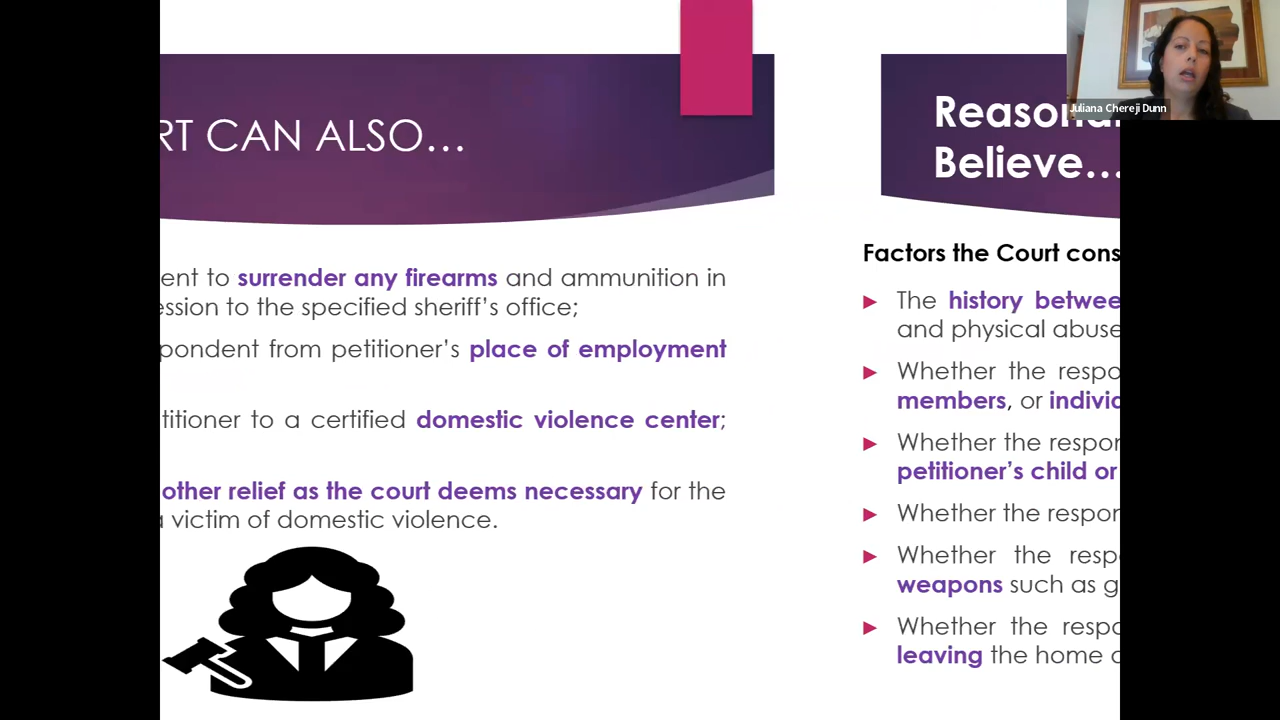 RT CAN ALSO…
ent to surrender any firearms and ammunition in
ession to the specified sheriff's office;
pondent from petitioner's place of employment
titioner to a certified domestic violence center;
other relief as the court deems necessary for the
a victim of domestic violence.
Juliana Chereji Dunn
Believe…
Factors the Court cons
The history betwee
and physical abuse
Whether the respo
members, or individ
Whether the respon
petitioner's child or
Whether the respon
Whether the resp
weapons such as g
Whether the respo
leaving the home